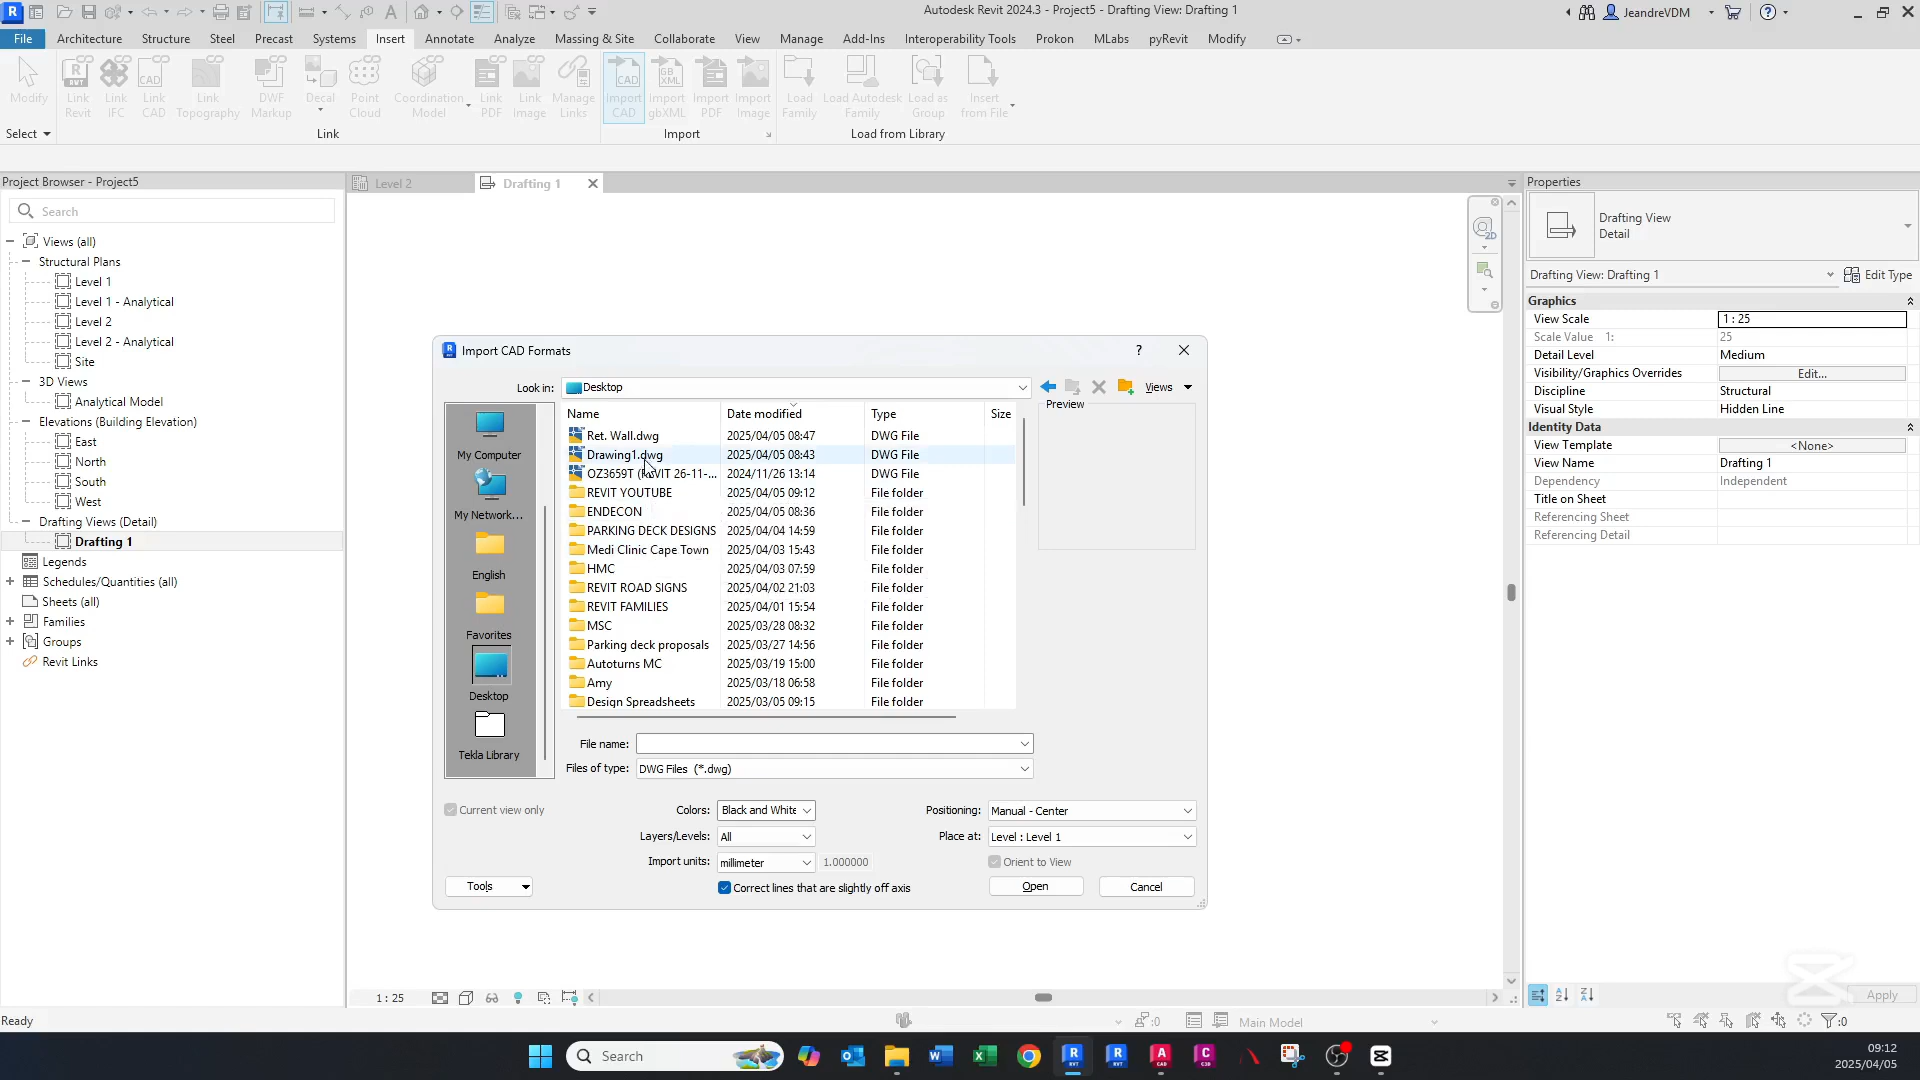 Autodesk Revit 2024.3 - Project5 - Drafting View: Drafting 1
JeandreVDM
File Architecture Structure Steel Precast Systems Insert Annotate Analyze Massing & Site Collaborate View Manage Add-Ins Interoperability Tools Prokon MLabs pyRevit Modify
Modify
Link Revit
Link IFC
Link CAD
Link Topography
DWF Markup
Decal
Point Cloud
Coordination Model
Link PDF
Link Image
Manage Links
Import CAD
Import gbXML
Import PDF
Import Image
Load Family
Load Autodesk Family
Load as Group
Insert from File
Select Link Import Load from Library
Project Browser - Project5
Search
Views (all)
Structural Plans
Level 1
Level 1 - Analytical
Level 2
Level 2 - Analytical
Site
3D Views
Analytical Model
Elevations (Building Elevation)
East
North
South
West
Drafting Views (Detail)
Drafting 1
Legends
Schedules/Quantities (all)
Sheets (all)
Families
Groups
Revit Links
Level 2 Drafting 1
2D
Import CAD Formats
Look in: Desktop Views
My Computer
My Network...
English
Favorites
Desktop
Tekla Library
Name Date modified Type Size
Ret. Wall.dwg 2025/04/05 08:47 DWG File
Drawing1.dwg 2025/04/05 08:43 DWG File
OZ3659T (REVIT 26-11-... 2024/11/26 13:14 DWG File
REVIT YOUTUBE 2025/04/05 09:12 File folder
ENDECON 2025/04/05 08:36 File folder
PARKING DECK DESIGNS 2025/04/04 14:59 File folder
Medi Clinic Cape Town 2025/04/03 15:43 File folder
HMC 2025/04/03 07:59 File folder
REVIT ROAD SIGNS 2025/04/02 21:03 File folder
REVIT FAMILIES 2025/04/01 15:54 File folder
MSC 2025/03/28 08:32 File folder
Parking deck proposals 2025/03/27 14:56 File folder
Autoturns MC 2025/03/19 15:00 File folder
Amy 2025/03/18 06:58 File folder
Design Spreadsheets 2025/03/05 09:15 File folder
Preview
File name:
Files of type: DWG Files (*.dwg)
Current view only
Colors: Black and White
Layers/Levels: All
Import units: millimeter 1.000000
Correct lines that are slightly off axis
Positioning: Manual - Center
Place at: Level : Level 1
Orient to View
Tools Open Cancel
Properties
Drafting View
Detail
Drafting View: Drafting 1 Edit Type
Graphics
View Scale 1 : 25
Scale Value 1: 25
Detail Level Medium
Visibility/Graphics Overrides Edit...
Discipline Structural
Visual Style Hidden Line
Identity Data
View Template <None>
View Name Drafting 1
Dependency Independent
Title on Sheet
Referencing Sheet
Referencing Detail
Apply
1 : 25
Ready
:0
Main Model
:0
Search
09:12
2025/04/05